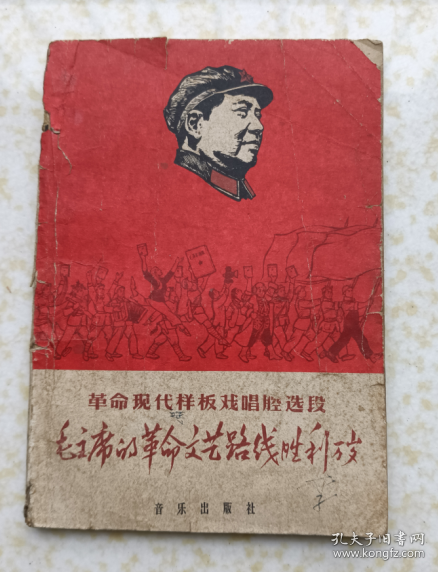 革命现代样板戏唱腔选段
毛主席的革命文艺路线胜利万岁
音乐出版社
孔夫子旧书网
www.kongfz.com